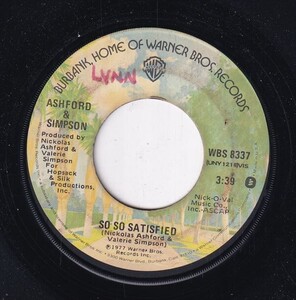 BURBANK, HOME OF WARNER BROS. RECORDS
LYNN
WB
ASHFORD
&
SIMPSON
Produced by
Nickolas
Ashford &
Valerie
Simpson
For
Hopsack
& Silk
Productions,
Inc.
WBS 8337
3:39
S
Nick-O-Val
Music Co.,
Inc.-ASCAP
SO SO SATISFIED
(Nickolas Ashford &
Valerie Simpson)
℗1977 Warner Bros.
Records Inc.